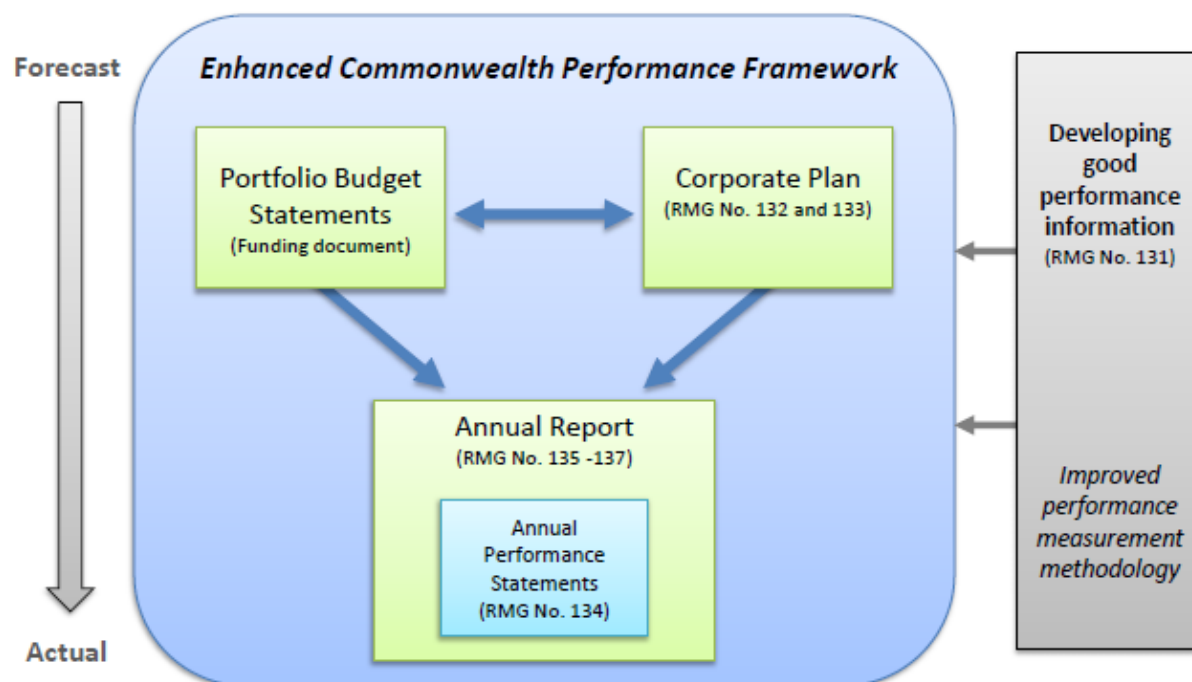 Forecast
Actual
Enhanced Commonwealth Performance Framework
Portfolio Budget
Statements
(Funding document)
Corporate Plan
(RMG No. 132 and 133)
Annual Report
(RMG No. 135 -137)
Annual
Performance
Statements
(RMG No. 134)
Developing
good
performance
information
(RMG No. 131)
Improved
performance
measurement
methodology